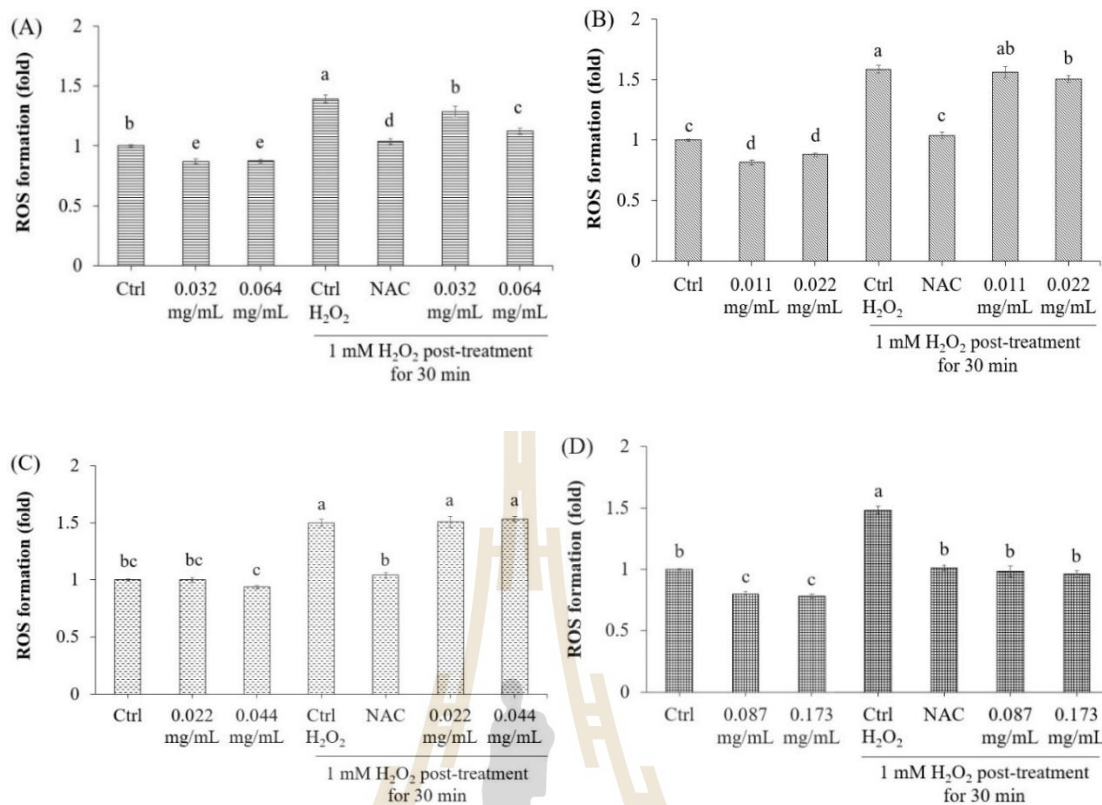 (A)
ROS formation (fold)
2
1.5
1
0.5
0
b
e
e
a
d
b
c
Ctrl
0.032
mg/mL
0.064
mg/mL
Ctrl
H₂O₂
NAC
0.032
mg/mL
0.064
mg/mL
1 mM H₂O₂ post-treatment
for 30 min
(B)
ROS formation (fold)
2
1.5
1
0.5
0
c
d
d
a
c
ab
b
Ctrl
0.011
mg/mL
0.022
mg/mL
Ctrl
H₂O₂
NAC
0.011
mg/mL
0.022
mg/mL
1 mM H₂O₂ post-treatment
for 30 min
(C)
ROS formation (fold)
2
1.5
1
0.5
0
bc
bc
c
a
b
a
a
Ctrl
0.022
mg/mL
0.044
mg/mL
Ctrl
H₂O₂
NAC
0.022
mg/mL
0.044
mg/mL
1 mM H₂O₂ post-treatment
for 30 min
(D)
ROS formation (fold)
2
1.5
1
0.5
0
b
c
c
a
b
b
b
Ctrl
0.087
mg/mL
0.173
mg/mL
Ctrl
H₂O₂
NAC
0.087
mg/mL
0.173
mg/mL
1 mM H₂O₂ post-treatment
for 30 min